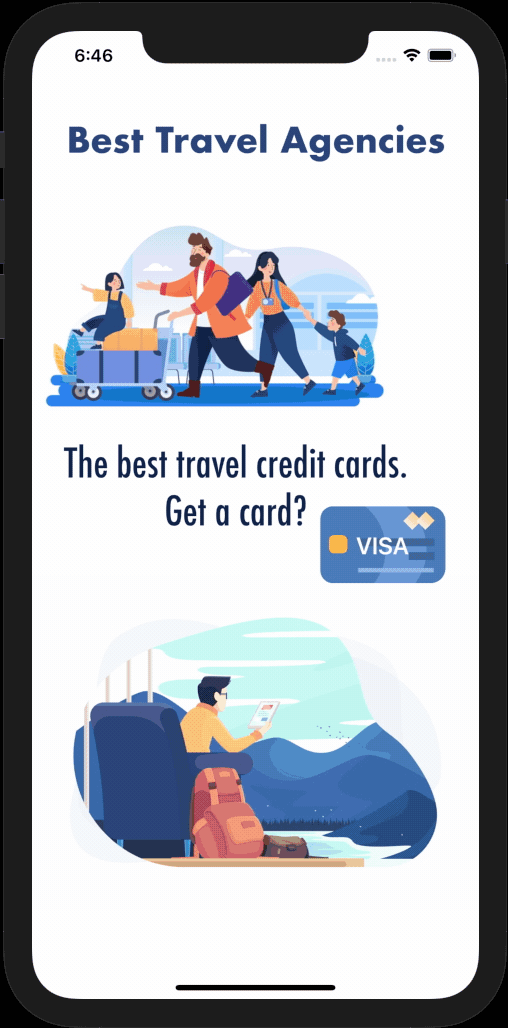 6:46
Best Travel Agencies
The best travel credit cards.
Get a card?
VISA